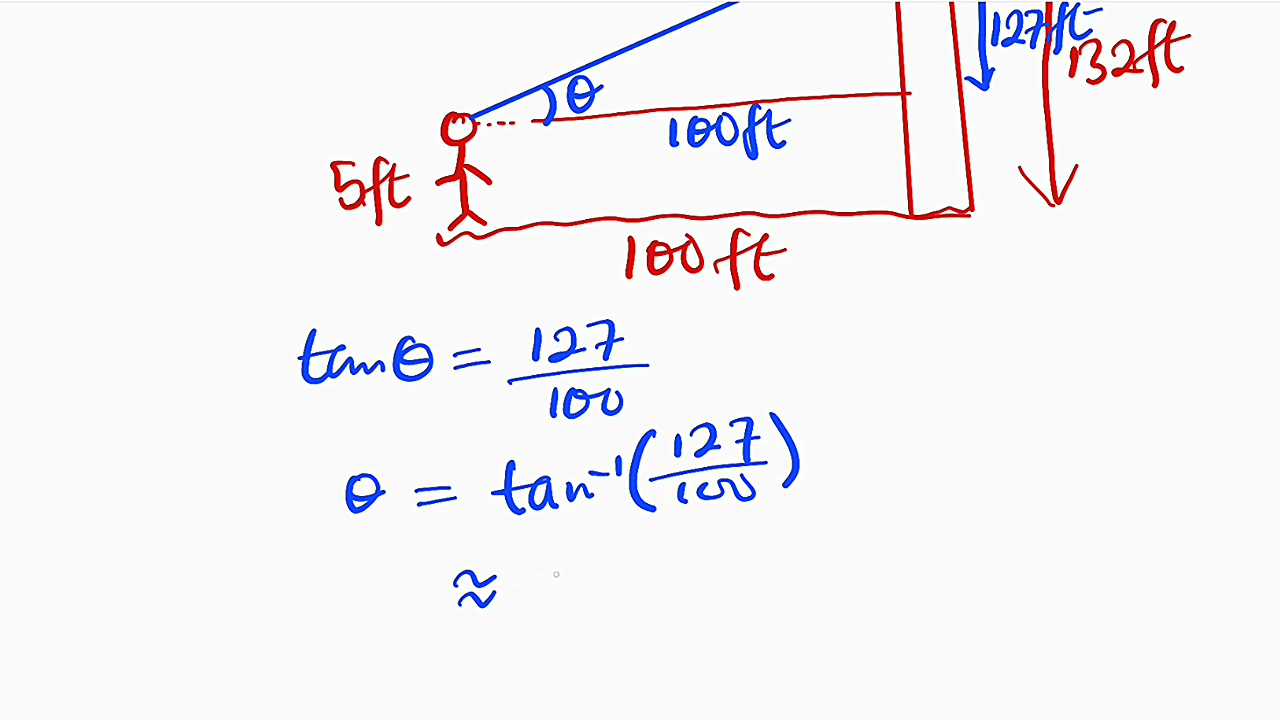 127ft
132ft
θ
100ft
5ft
100ft
tanθ = 127/100
θ = tan⁻¹(127/100)
≈